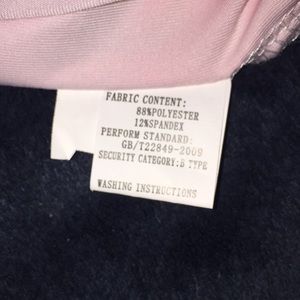 FABRIC CONTENT:
88%POLYESTER
12%SPANDEX
PERFORM STANDARD:
GB/T22849-2009
SECURITY CATEGORY:B TYPE
WASHING INSTRUCTIONS